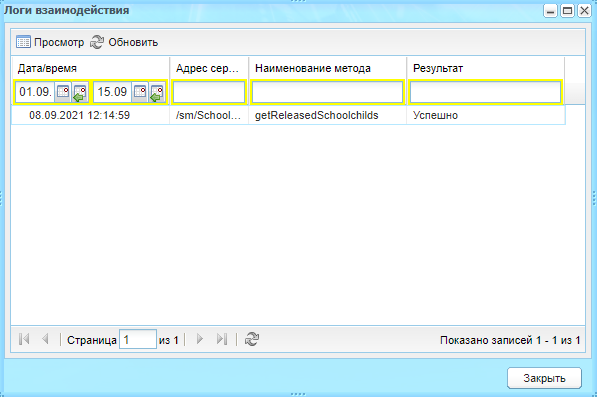 Логи взаимодействия
Просмотр Обновить
Дата/время Адрес сер... Наименование метода Результат
01.09. 15.09
08.09.2021 12:14:59 /sm/School... getReleasedSchoolchilds Успешно
Страница 1 из 1 Показано записей 1 - 1 из 1
Закрыть